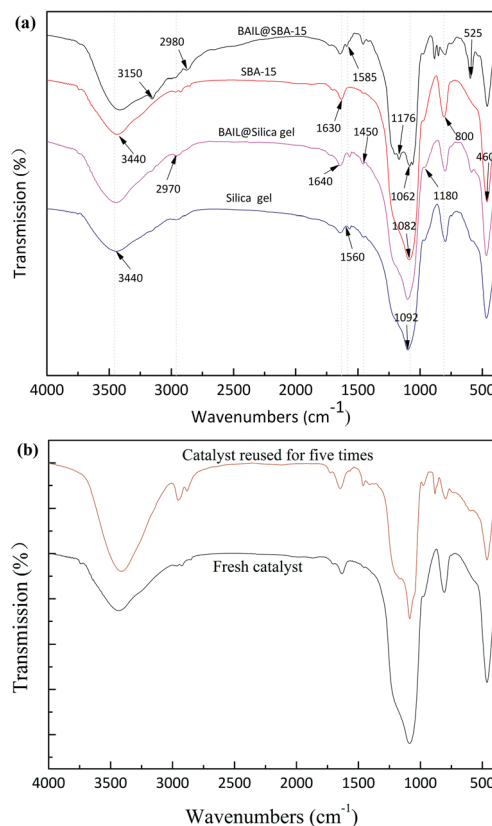 (a)
BAIL@SBA-15
2980
525
3150
1585
SBA-15
1630
1450
1176
800
BAIL@Silica gel
3440
2970
1640
1062
1180
460
Silica gel
1082
3440
1560
1092
Transmission (%)
4000 3500 3000 2500 2000 1500 1000 500
Wavenumbers (cm-1)
(b)
Catalyst reused for five times
Fresh catalyst
Transmission (%)
4000 3500 3000 2500 2000 1500 1000 500
Wavenumbers (cm-1)